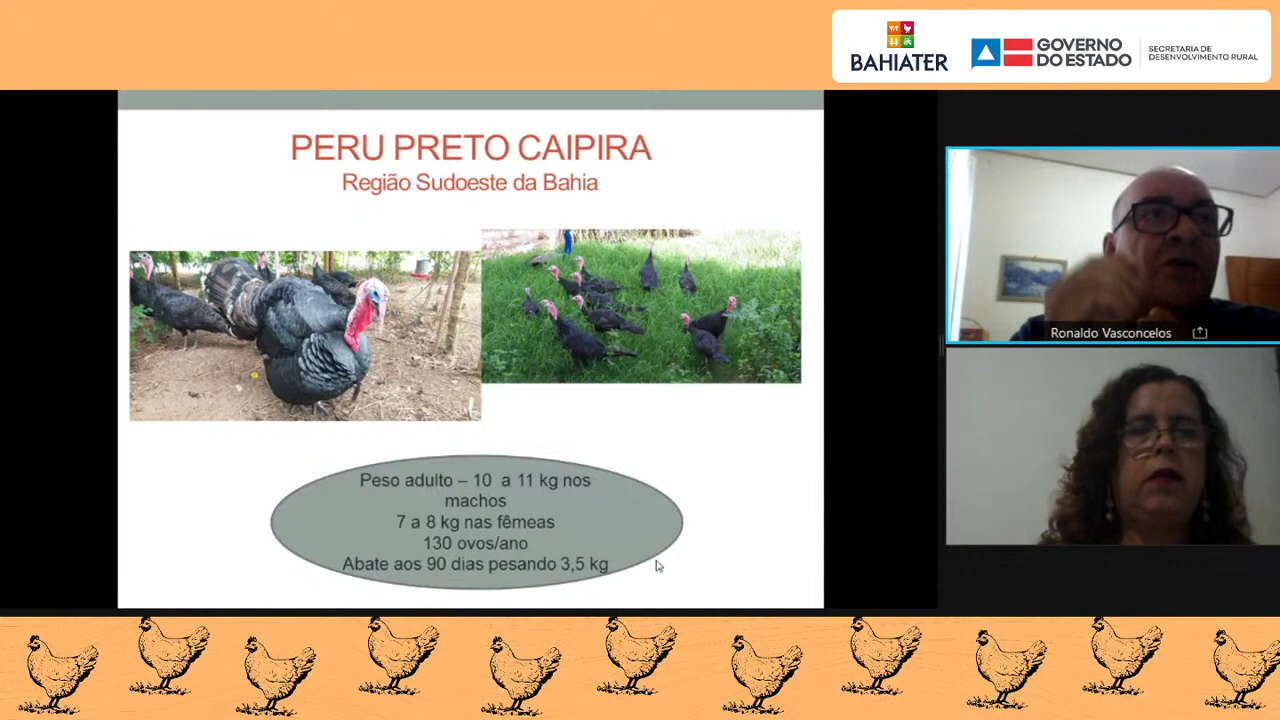 BAHIATER
GOVERNO
DO ESTADO
SECRETARIA DE
DESENVOLVIMENTO RURAL
PERU PRETO CAIPIRA
Região Sudoeste da Bahia
Peso adulto – 10 a 11 kg nos
machos
7 a 8 kg nas fêmeas
130 ovos/ano
Abate aos 90 dias pesando 3,5 kg
Ronaldo Vasconcelos